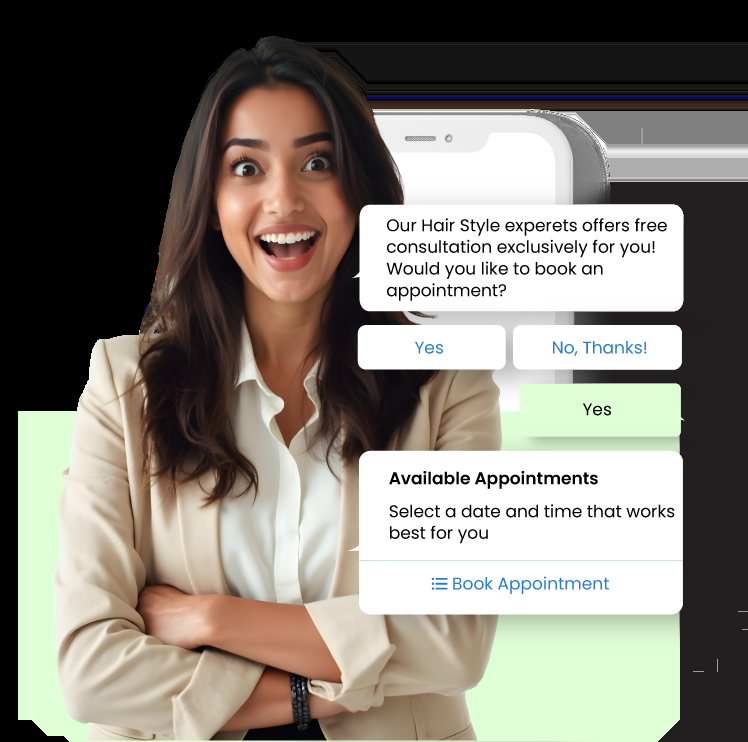 Our Hair Style experets offers free
consultation exclusively for you!
Would you like to book an
appointment?
Yes
No, Thanks!
Yes
Available Appointments
Select a date and time that works
best for you
Book Appointment